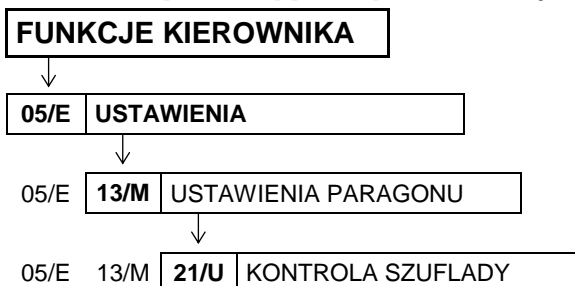 FUNKCJE KIEROWNIKA
05/E USTAWIENIA
05/E 13/M USTAWIENIA PARAGONU
05/E 13/M 21/U KONTROLA SZUFLADY